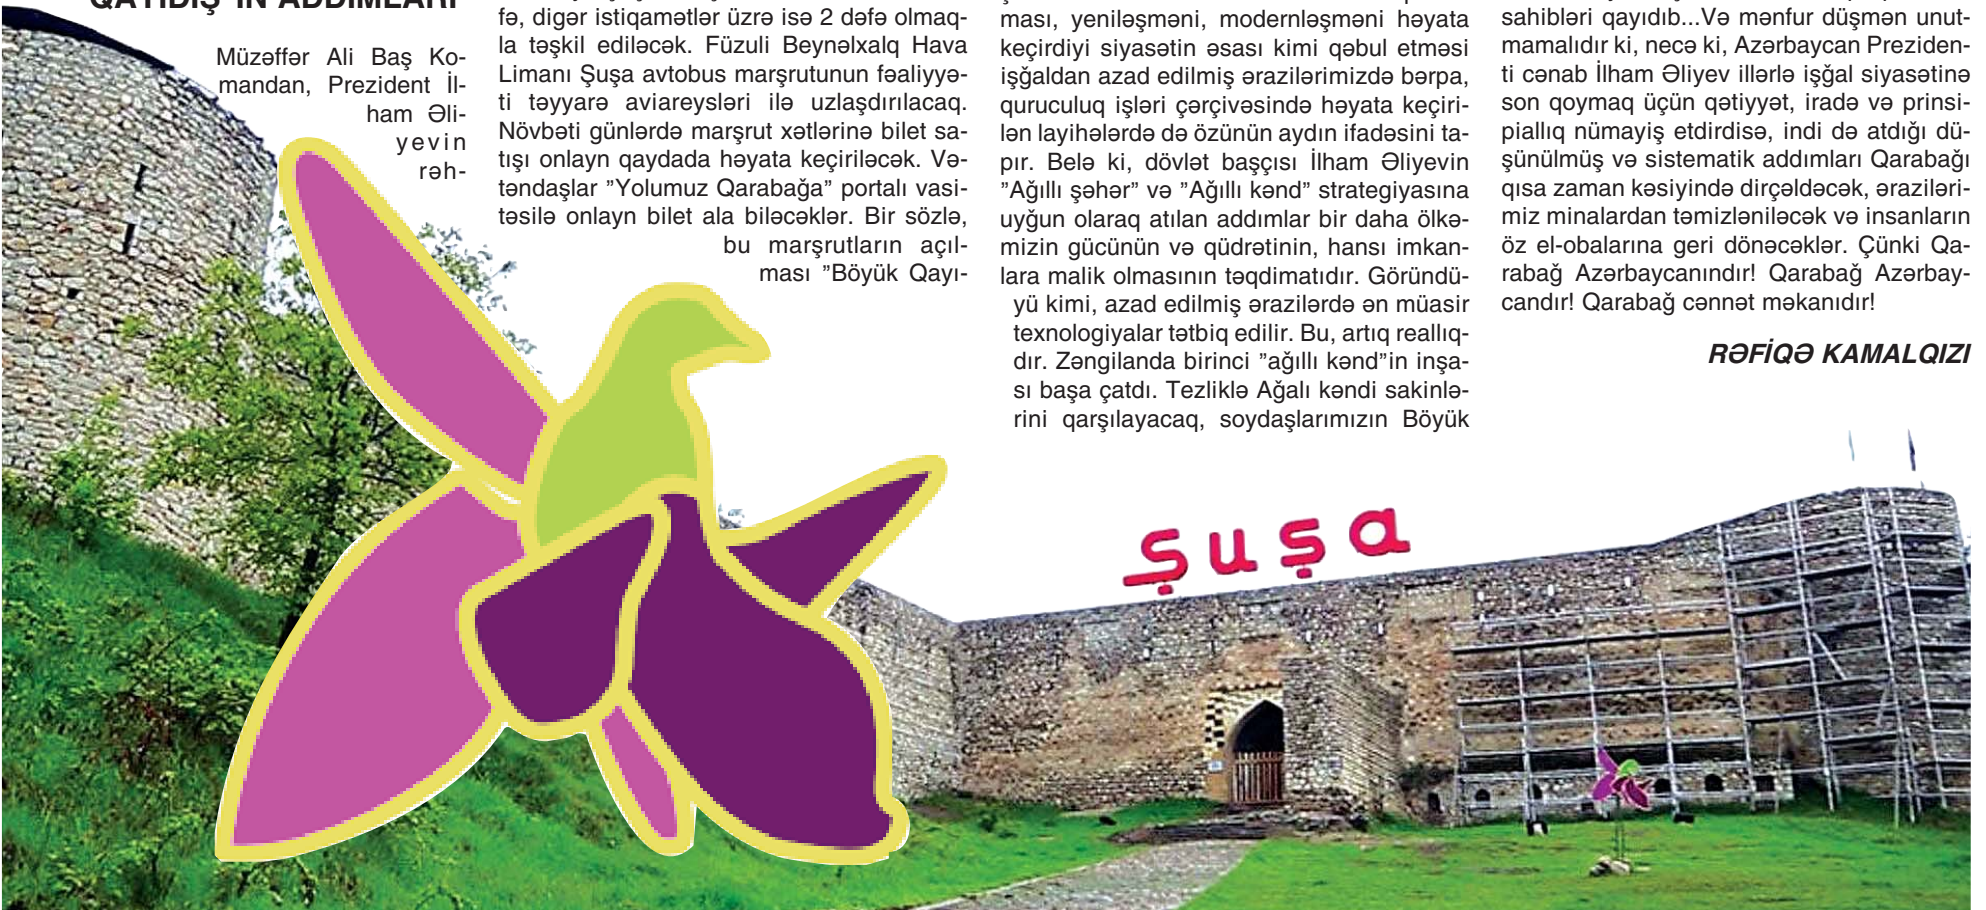 QAYIDIŞ"IN ADDIMLARI
Müzəffər Ali Baş Ko-
mandan, Prezident İl-
ham Əli-
yevin
rəh-
fə, digər istiqamətlər üzrə isə 2 dəfə olmaq-
la təşkil ediləcək. Füzuli Beynəlxalq Hava
Limanı Şuşa avtobus marşrutunun fəaliyyə-
ti təyyarə aviareysləri ilə uzlaşdırılacaq.
Növbəti günlərdə marşrut xətlərinə bilet sa-
tışı onlayn qaydada həyata keçiriləcək. Və-
təndaşlar ”Yolumuz Qarabağa” portalı vasi-
təsilə onlayn bilet ala biləcəklər. Bir sözlə,
bu marşrutların açıl-
ması ”Böyük Qayı-
ması, yeniləşməni, modernləşməni həyata
keçirdiyi siyasətin əsası kimi qəbul etməsi
işğaldan azad edilmiş ərazilərimizdə bərpa,
quruculuq işləri çərçivəsində həyata keçiri-
lən layihələrdə də özünün aydın ifadəsini ta-
pır. Belə ki, dövlət başçısı İlham Əliyevin
”Ağıllı şəhər” və ”Ağıllı kənd” strategiyasına
uyğun olaraq atılan addımlar bir daha ölkə-
mizin gücünün və qüdrətinin, hansı imkan-
lara malik olmasının təqdimatıdır. Göründü-
yü kimi, azad edilmiş ərazilərdə ən müasir
texnologiyalar tətbiq edilir. Bu, artıq reallıq-
dır. Zəngilanda birinci ”ağıllı kənd”in inşa-
sı başa çatdı. Tezliklə Ağalı kəndi sakinlə-
rini qarşılayacaq, soydaşlarımızın Böyük
sahibləri qayıdıb...Və mənfur düşmən unut-
mamalıdır ki, necə ki, Azərbaycan Preziden-
ti cənab İlham Əliyev illərlə işğal siyasətinə
son qoymaq üçün qətiyyət, iradə və prinsi-
piallıq nümayiş etdirdisə, indi də atdığı dü-
şünülmüş və sistematik addımları Qarabağı
qısa zaman kəsiyində dirçəldəcək, əraziləri-
miz minalardan təmizləniləcək və insanların
öz el-obalarına geri dönəcəklər. Çünki Qa-
rabağ Azərbaycanındır! Qarabağ Azərbay-
candır! Qarabağ cənnət məkanıdır!
RƏFİQƏ KAMALQIZI
Şuşa